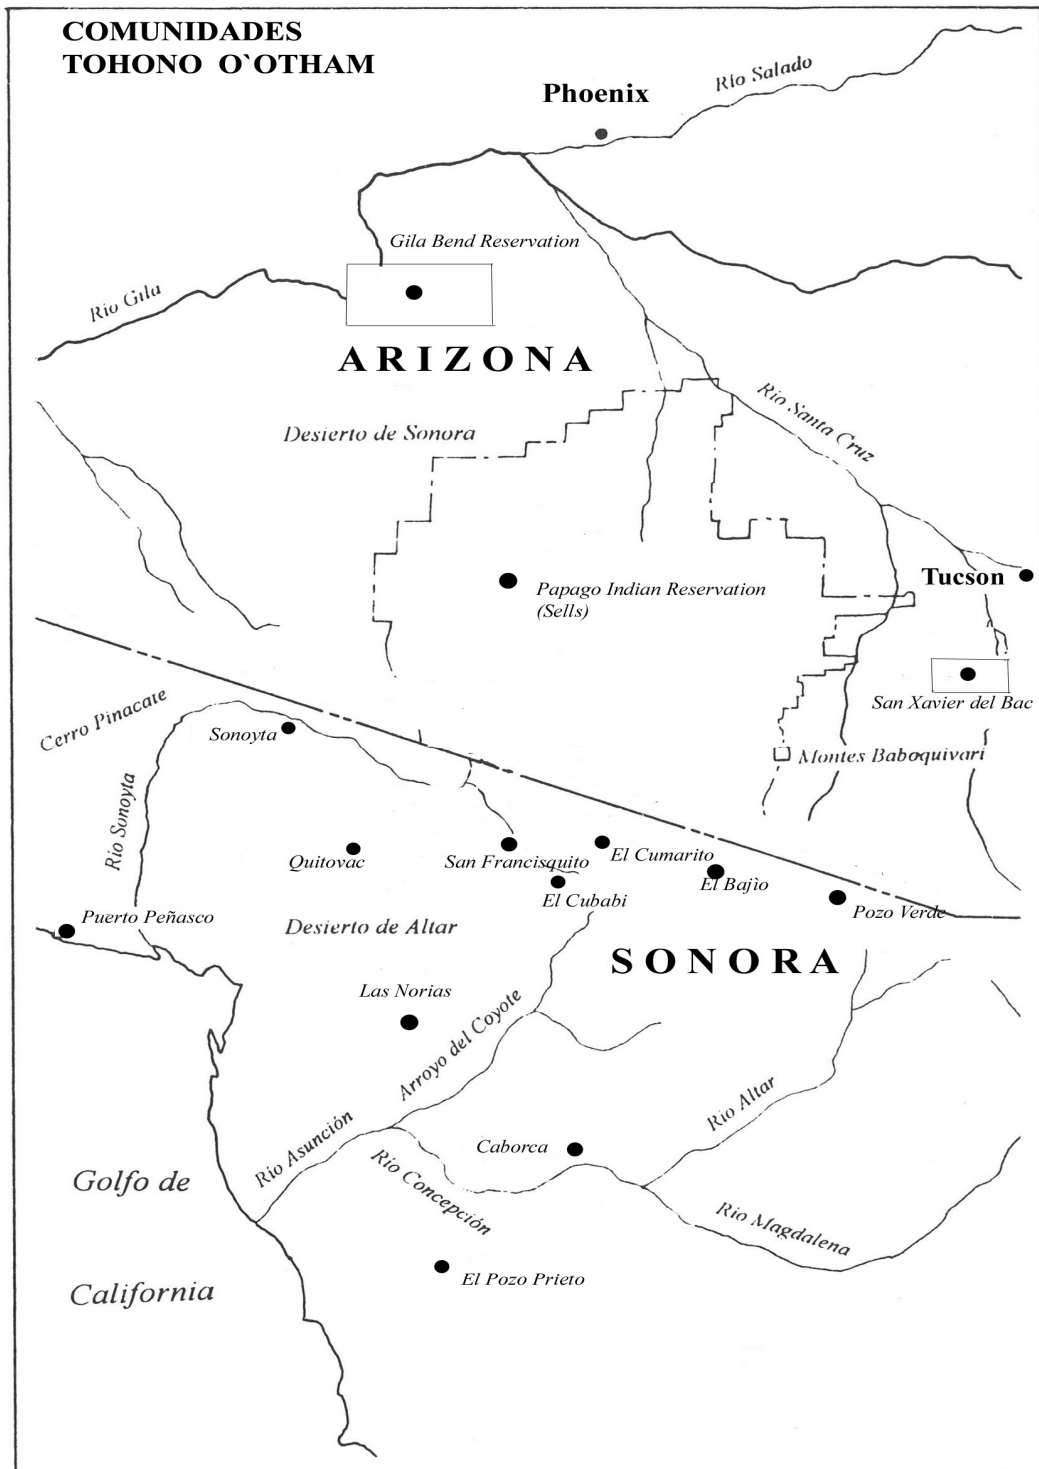 COMUNIDADES
TOHONO O`OTHAM
Río Salado
Phoenix
Gila Bend Reservation
Rio Gila
ARIZONA
Rio Santa Cruz
Desierto de Sonora
Tucson
Papago Indian Reservation
(Sells)
San Xavier del Bac
Cerro Pinacate
Sonoyta
Montes Baboquivari
Rio Sonoyta
Quitovac
San Francisquito
El Cumarito
El Bajìo
El Cubabi
Pozo Verde
Puerto Peñasco
Desierto de Altar
SONORA
Las Norias
Arroyo del Coyote
Rio Altar
Rio Asunción
Caborca
Rio Concepción
Golfo de
Rio Magdalena
El Pozo Prieto
California